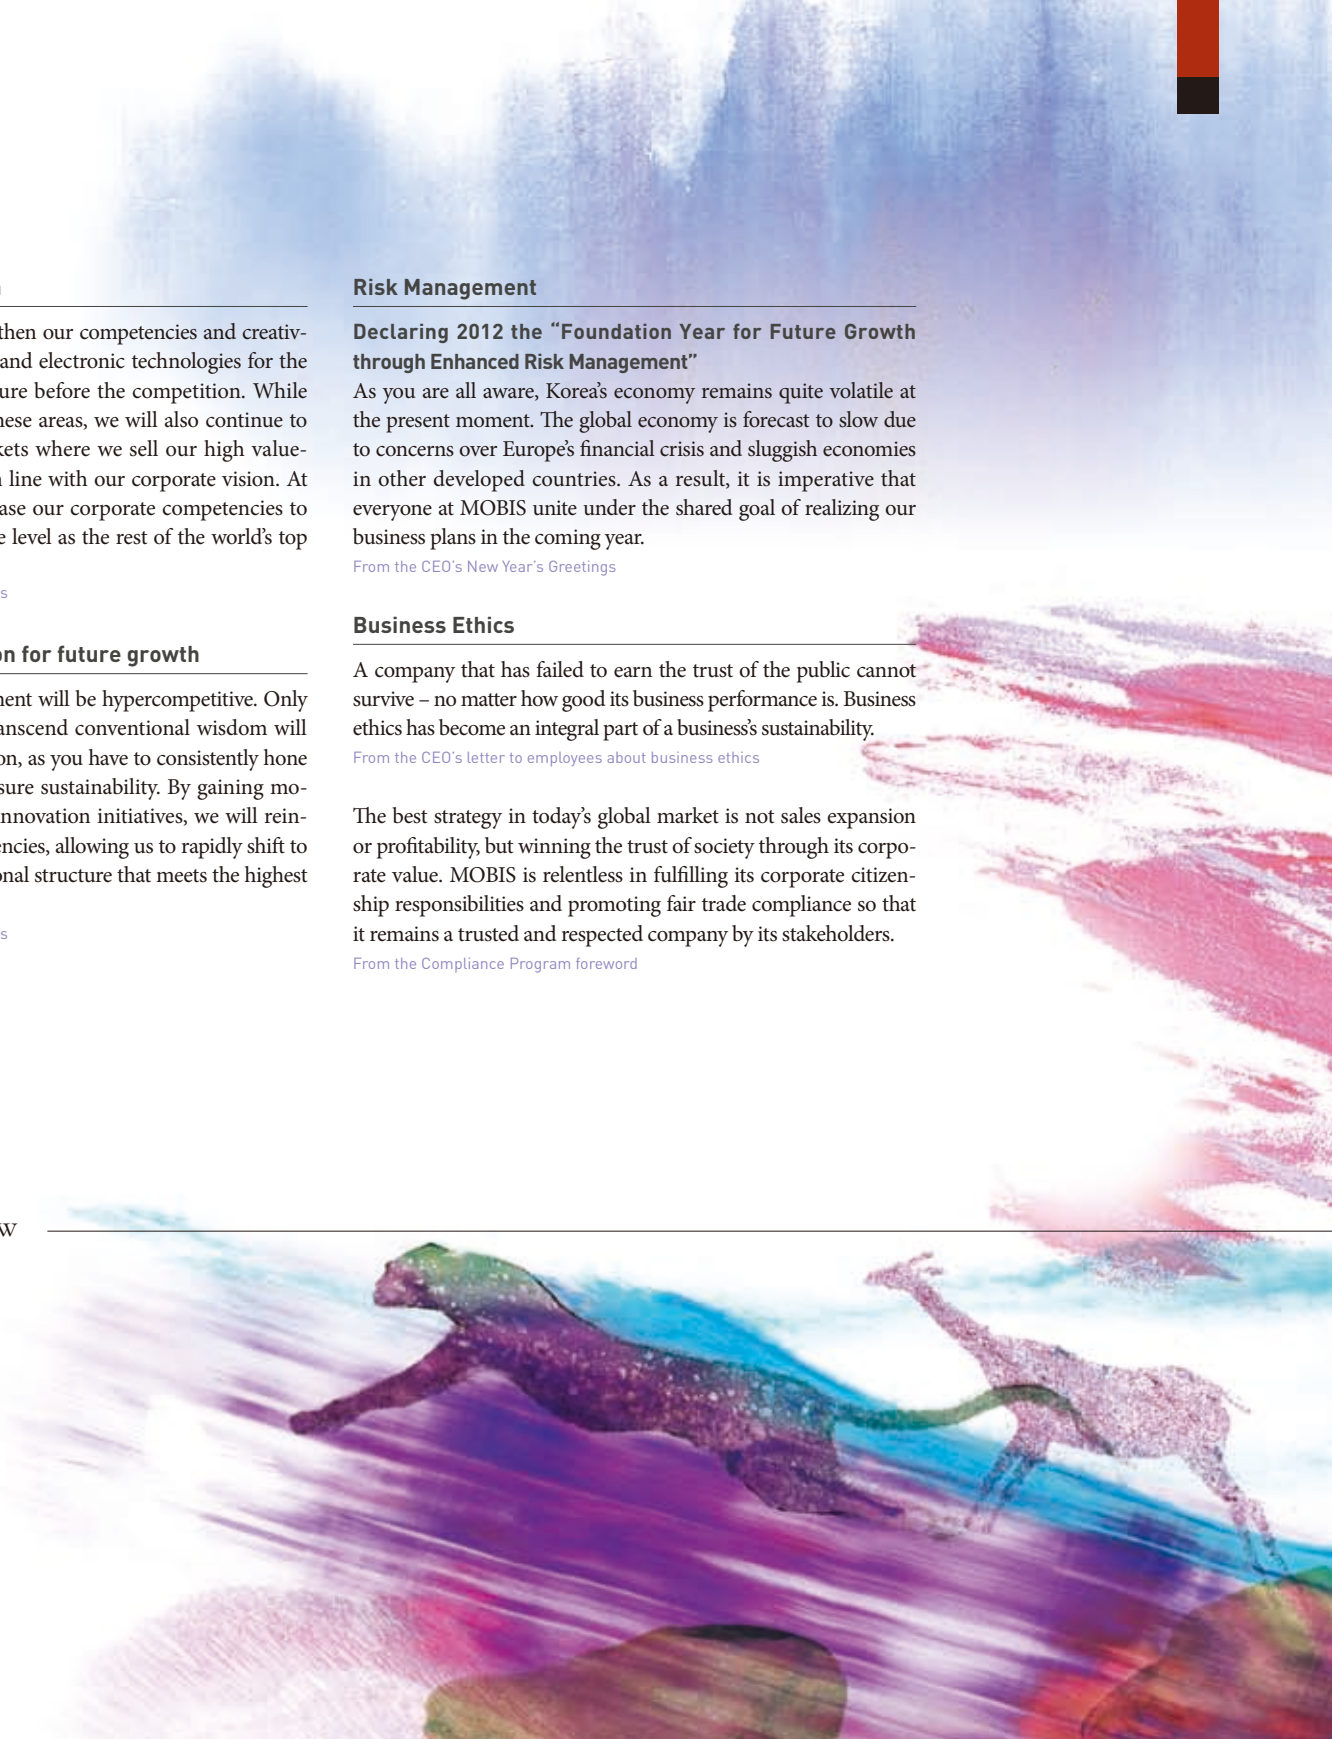 then our competencies and creativ-
and electronic technologies for the
ure before the competition. While
hese areas, we will also continue to
kets where we sell our high value-
line with our corporate vision. At
ase our corporate competencies to
e level as the rest of the world's top
s
on for future growth
nent will be hypercompetitive. Only
anscend conventional wisdom will
on, as you have to consistently hone
sure sustainability. By gaining mo-
nnovation initiatives, we will rein-
encies, allowing us to rapidly shift to
onal structure that meets the highest
s
Risk Management
Declaring 2012 the “Foundation Year for Future Growth
through Enhanced Risk Management”
As you are all aware, Korea’s economy remains quite volatile at
the present moment. The global economy is forecast to slow due
to concerns over Europe’s financial crisis and sluggish economies
in other developed countries. As a result, it is imperative that
everyone at MOBIS unite under the shared goal of realizing our
business plans in the coming year.
From the CEO’s New Year’s Greetings
Business Ethics
A company that has failed to earn the trust of the public cannot
survive – no matter how good its business performance is. Business
ethics has become an integral part of a business’s sustainability.
From the CEO’s letter to employees about business ethics
The best strategy in today’s global market is not sales expansion
or profitability, but winning the trust of society through its corpo-
rate value. MOBIS is relentless in fulfilling its corporate citizen-
ship responsibilities and promoting fair trade compliance so that
it remains a trusted and respected company by its stakeholders.
From the Compliance Program foreword
w